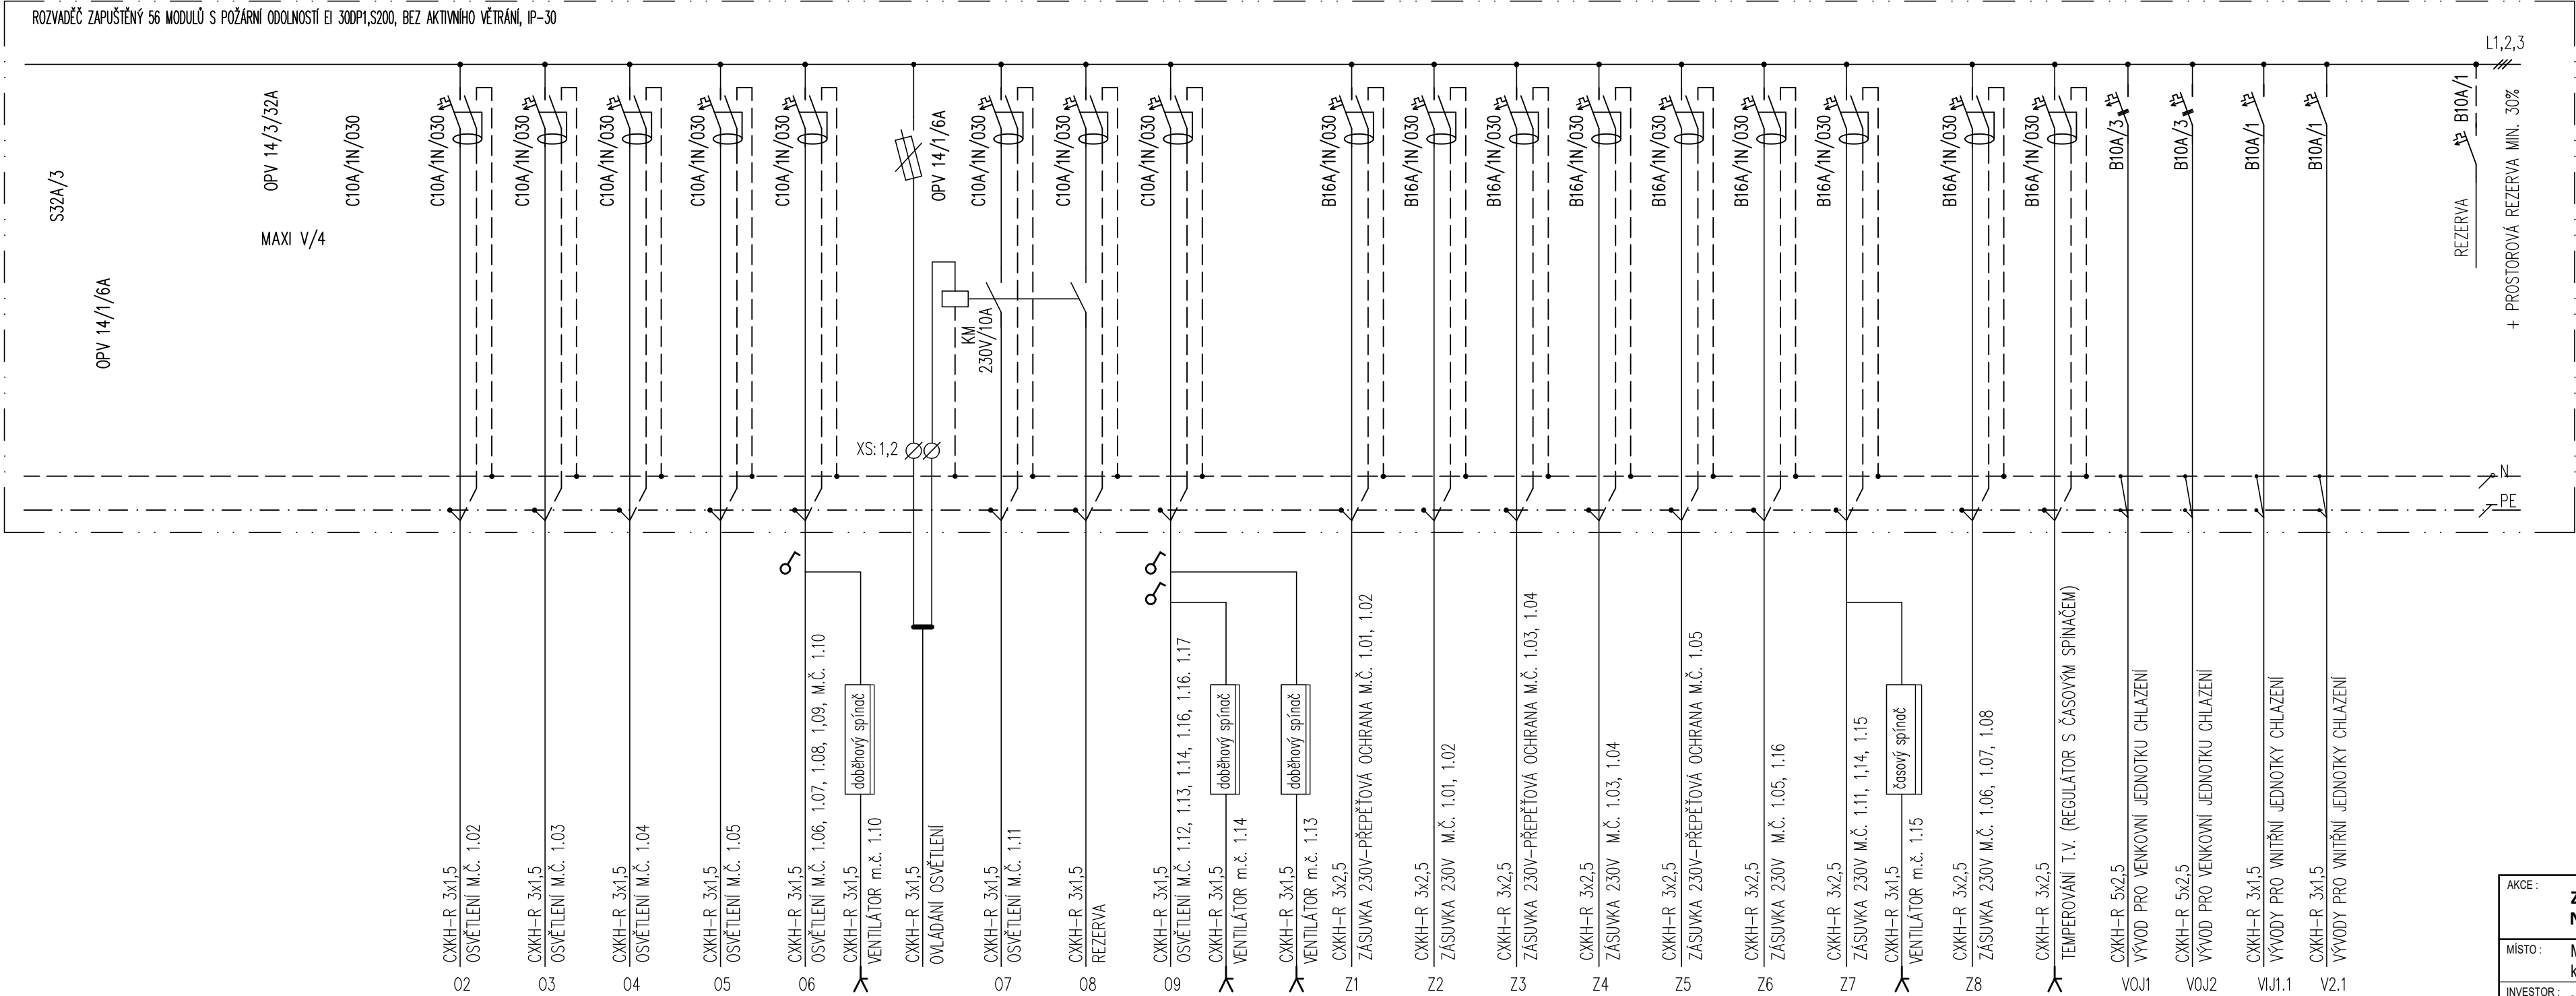 ROZVADĚČ ZAPUŠTĚNÝ 56 MODULŮ S POŽÁRNÍ ODOLNOSTÍ EI 30DP1,S200, BEZ AKTIVNÍHO VĚTRÁNÍ, IP-30
L1,2,3
S32A/3
OPV 14/1/6A
OPV 14/3/32A
MAXI V/4
C10A/1N/030
C10A/1N/030
C10A/1N/030
C10A/1N/030
C10A/1N/030
C10A/1N/030
OPV 14/1/6A
C10A/1N/030
C10A/1N/030
C10A/1N/030
B16A/1N/030
B16A/1N/030
B16A/1N/030
B16A/1N/030
B16A/1N/030
B16A/1N/030
B16A/1N/030
B16A/1N/030
B16A/1N/030
B10A/3
B10A/3
B10A/1
B10A/1
B10A/1
REZERVA
+ PROSTOROVÁ REZERVA MIN. 30%
KM
230V/10A
XS:1,2
N
PE
CXKH-R 3x1,5
OSVĚTLENÍ M.Č. 1.02
CXKH-R 3x1,5
OSVĚTLENÍ M.Č. 1.03
CXKH-R 3x1,5
OSVĚTLENÍ M.Č. 1.04
CXKH-R 3x1,5
OSVĚTLENÍ M.Č. 1.05
CXKH-R 3x1,5
OSVĚTLENÍ M.Č. 1.06, 1.07, 1.08, 1,09, M.Č. 1.10
doběhový spínač
CXKH-R 3x1,5
VENTILÁTOR m.č. 1.10
CXKH-R 3x1,5
OVLÁDÁNÍ OSVĚTLENÍ
CXKH-R 3x1,5
OSVĚTLENÍ M.Č. 1.11
CXKH-R 3x1,5
REZERVA
CXKH-R 3x1,5
OSVĚTLENÍ M.Č. 1.12, 1.13, 1.14, 1.16, 1.16. 1.17
doběhový spínač
CXKH-R 3x1,5
VENTILÁTOR m.č. 1.14
doběhový spínač
CXKH-R 3x1,5
VENTILÁTOR m.č. 1.13
CXKH-R 3x2,5
ZÁSUVKA 230V-PŘEPĚŤOVÁ OCHRANA M.Č. 1.01, 1.02
CXKH-R 3x2,5
ZÁSUVKA 230V M.Č. 1.01, 1.02
CXKH-R 3x2,5
ZÁSUVKA 230V-PŘEPĚŤOVÁ OCHRANA M.Č. 1.03, 1.04
CXKH-R 3x2,5
ZÁSUVKA 230V M.Č. 1.03, 1.04
CXKH-R 3x2,5
ZÁSUVKA 230V-PŘEPĚŤOVÁ OCHRANA M.Č. 1.05
CXKH-R 3x2,5
ZÁSUVKA 230V M.Č. 1.05, 1.16
CXKH-R 3x2,5
ZÁSUVKA 230V M.Č. 1.11, 1,14, 1.15
časový spínač
CXKH-R 3x1,5
VENTILÁTOR m.č. 1.15
CXKH-R 3x2,5
ZÁSUVKA 230V M.Č. 1.06, 1.07, 1.08
CXKH-R 3x2,5
TEMPEROVÁNÍ T.V. (REGULÁTOR S ČASOVÝM SPÍNAČEM)
CXKH-R 5x2,5
VÝVOD PRO VENKOVNÍ JEDNOTKU CHLAZENÍ
CXKH-R 5x2,5
VÝVOD PRO VENKOVNÍ JEDNOTKU CHLAZENÍ
CXKH-R 3x1,5
VÝVODY PRO VNITŘNÍ JEDNOTKY CHLAZENÍ
CXKH-R 3x1,5
VÝVODY PRO VNITŘNÍ JEDNOTKY CHLAZENÍ
O2
O3
O4
O5
O6
O7
O8
O9
Z1
Z2
Z3
Z4
Z5
Z6
Z7
Z8
VOJ1
VOJ2
VIJ1.1
V2.1
AKCE :
MÍSTO :
INVESTOR :